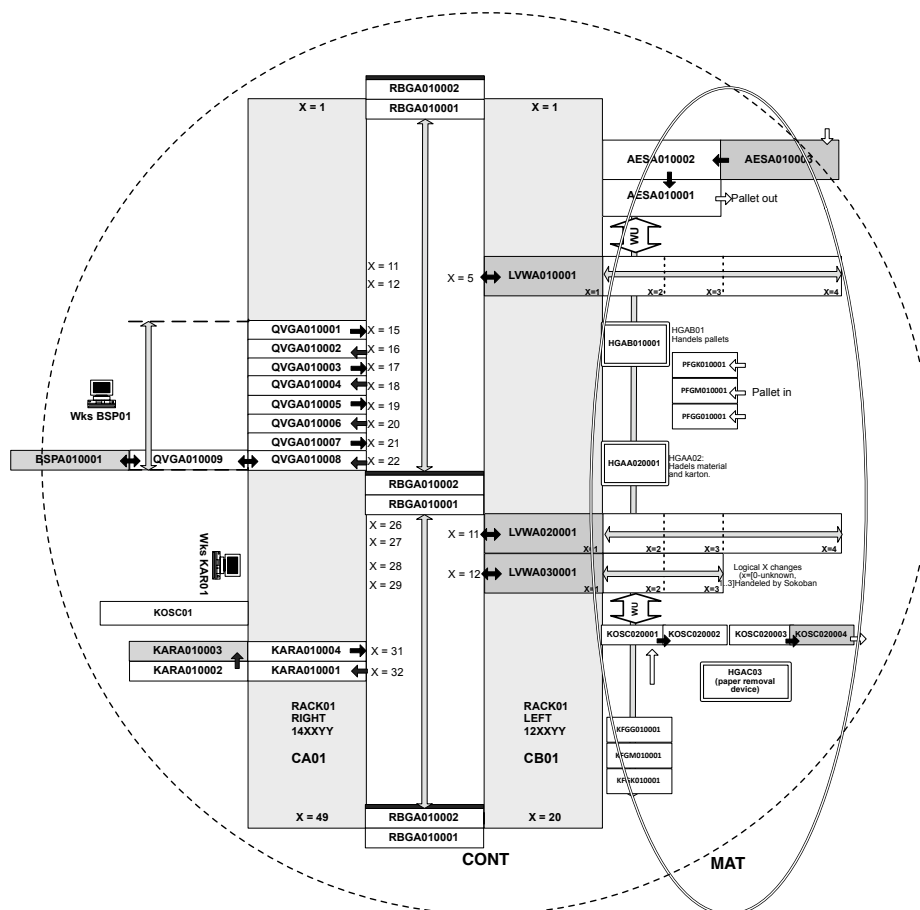 RBGA010002
X = 1
RBGA010001
X = 1
AESA010002
AESA010003
AESA010001
Pallet out
WU
X = 11
X = 12
X = 5
LVWA010001
X=1
X=2
X=3
X=4
QVGA010001
X = 15
QVGA010002
X = 16
QVGA010003
X = 17
QVGA010004
X = 18
QVGA010005
X = 19
QVGA010006
X = 20
QVGA010007
X = 21
BSPA010001
QVGA010009
QVGA010008
X = 22
Wks BSP01
HGAB010001
HGAB01
Handels pallets
PFGK010001
PFGM010001
Pallet in
PFGG010001
HGAA020001
HGAA02:
Hadels material
and karton.
RBGA010002
RBGA010001
X = 26
X = 27
X = 28
X = 29
X = 11
LVWA020001
X=1
X=2
X=3
X=4
X = 12
LVWA030001
X=1
X=2
X=3
Logical X changes
(x=[0-unknown,
...3]Handeled by Sokoban
Wks KAR01
WU
KOSC01
KOSC020001
KOSC020002
KOSC020003
KOSC020004
KARA010003
KARA010004
X = 31
KARA010002
KARA010001
X = 32
HGAC03
(paper removal
device)
RACK01
RIGHT
14XXYY
CA01
RACK01
LEFT
12XXYY
CB01
KFGG010001
KFGM010001
KFGK010001
X = 49
RBGA010002
X = 20
RBGA010001
CONT
MAT